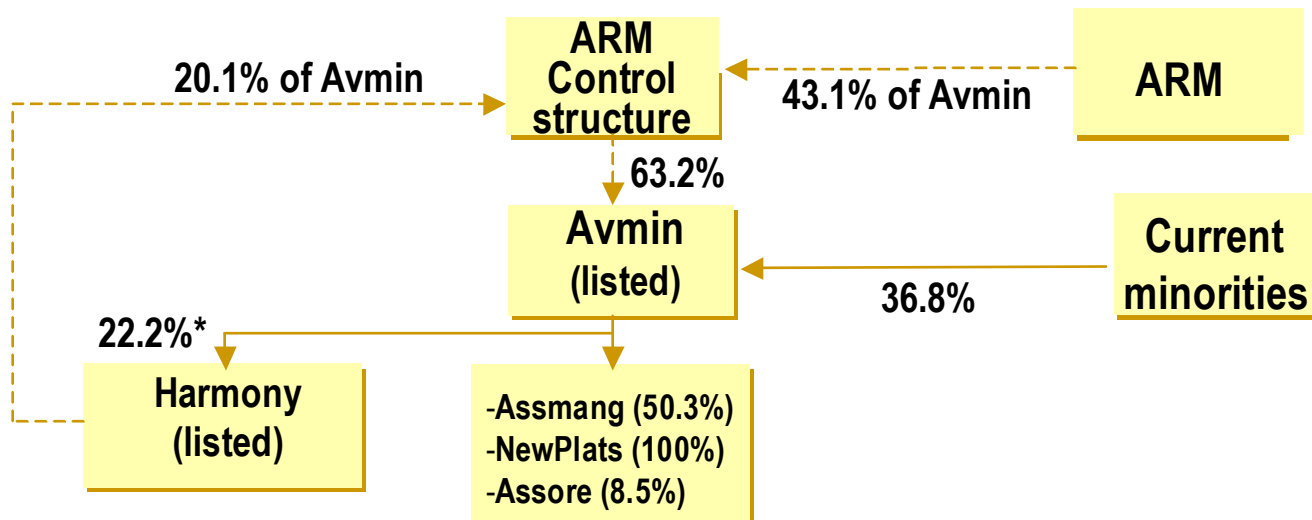 ARM
Control
structure
20.1% of Avmin
43.1% of Avmin
ARM
63.2%
Avmin
(listed)
36.8%
Current
minorities
22.2%*
Harmony
(listed)
-Assmang (50.3%)
-NewPlats (100%)
-Assore (8.5%)